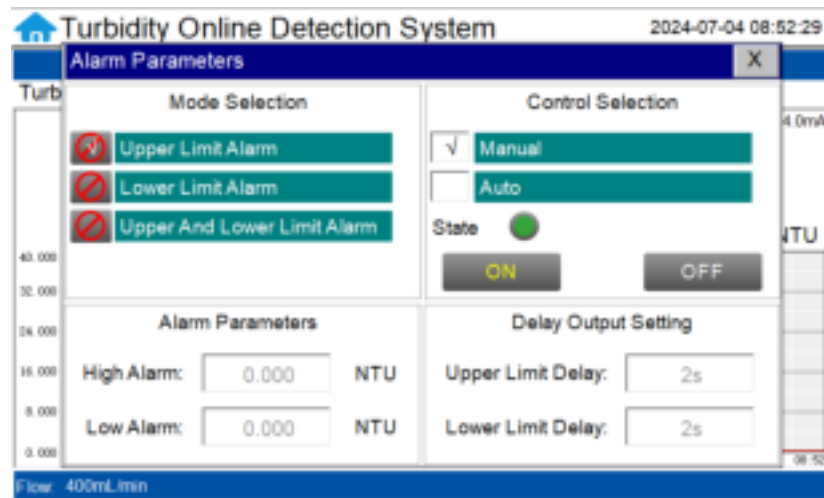 Turbidity Online Detection System 2024-07-04 08:52:29
Alarm Parameters X
Turb
Mode Selection
Control Selection
4.0mA
√ Upper Limit Alarm
√ Manual
Lower Limit Alarm
Auto
Upper And Lower Limit Alarm
State
NTU
ON OFF
40.000
32.000
24.000
16.000
8.000
0.000
Alarm Parameters
High Alarm: 0.000 NTU
Low Alarm: 0.000 NTU
Delay Output Setting
Upper Limit Delay: 2s
Lower Limit Delay: 2s
08:52
Flow: 400mL/min